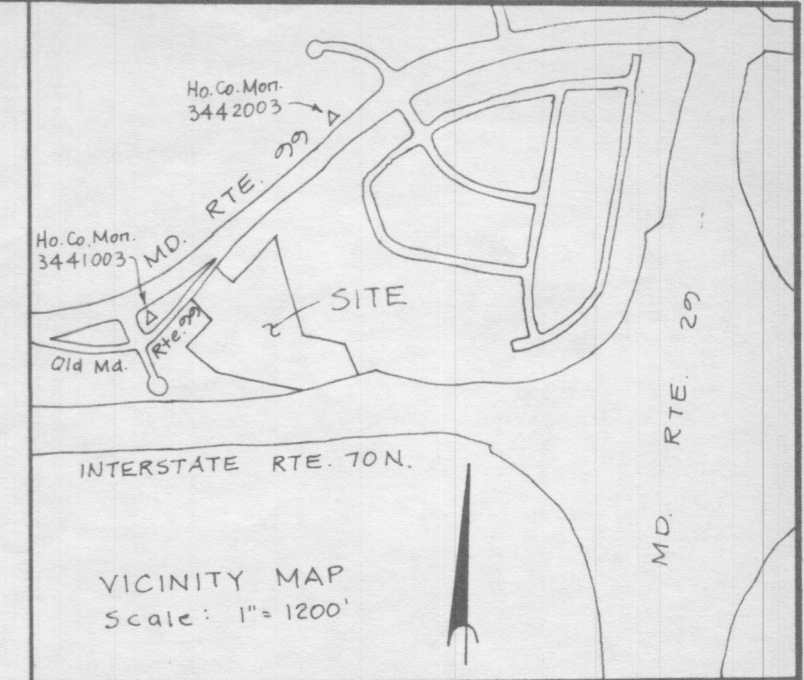 Ho.Co.Mon.
3442003
MD. RTE. 99
Ho.Co.Mon.
3441003
SITE
Old Md. Rte.99
MD. RTE. 29
INTERSTATE RTE. 70N.
VICINITY MAP
Scale: 1"= 1200'